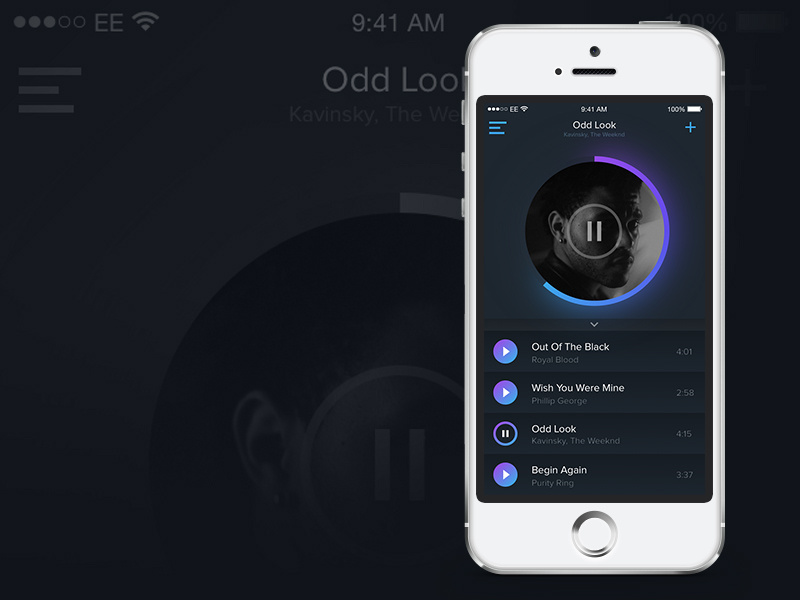 EE
9:41 AM
100%
Odd Loo
Kavinsky, The We
EE
9:41 AM
100%
Odd Look
Kavinsky, The Weeknd
Out Of The Black
Royal Blood
4:01
Wish You Were Mine
Phillip George
2:58
Odd Look
Kavinsky, The Weeknd
4:15
Begin Again
Purity Ring
3:37